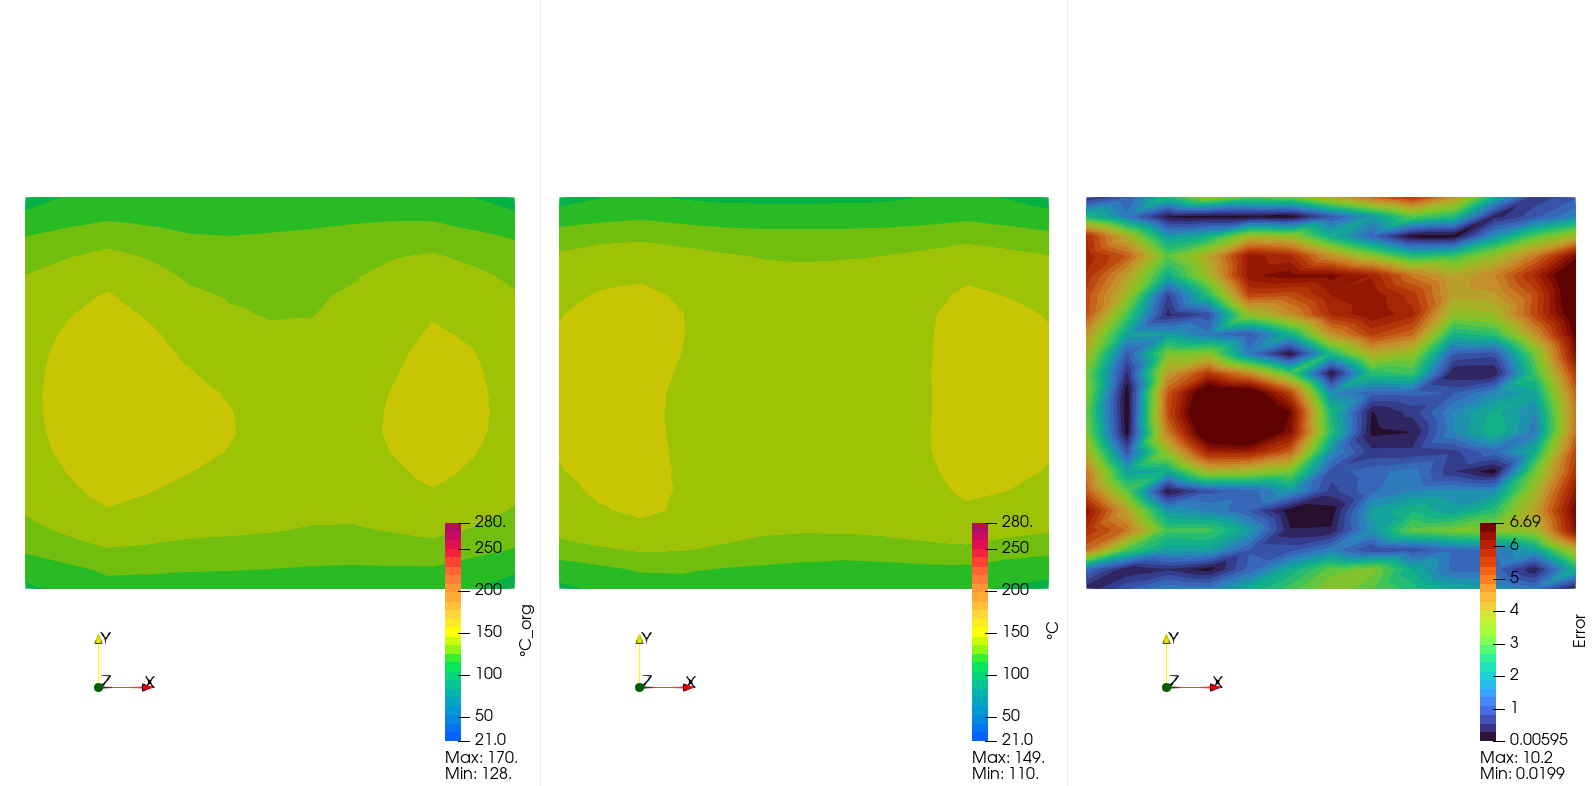 280.
250
200
150
100
50
21.0
°C_org
Max: 170.
Min: 128.
Y
Z
X
280.
250
200
150
100
50
21.0
°C
Max: 149.
Min: 110.
Y
Z
X
6.69
6
5
4
3
2
1
0.00595
Error
Max: 10.2
Min: 0.0199
Y
Z
X